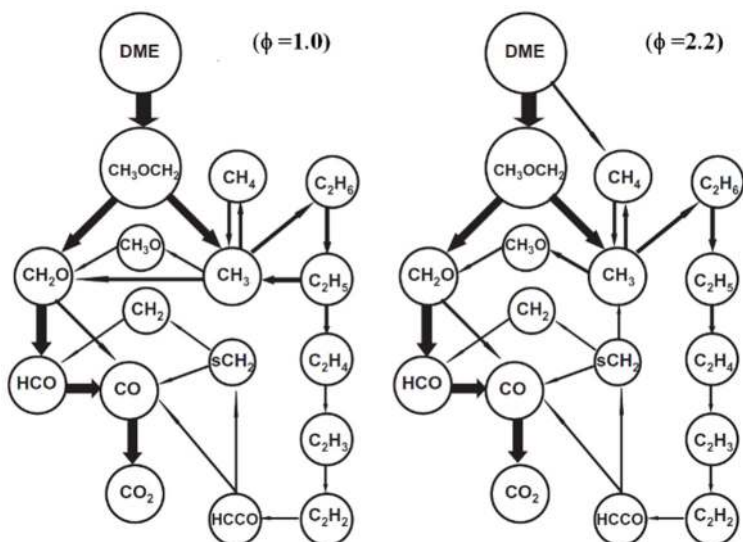 DME
(ϕ =1.0)
CH₃OCH₂
CH₄
C₂H₆
CH₃O
CH₂O
CH₃
C₂H₅
CH₂
HCO
CO
sCH₂
C₂H₄
C₂H₃
CO₂
HCCO
C₂H₂
DME
(ϕ =2.2)
CH₃OCH₂
CH₄
C₂H₆
CH₃O
CH₂O
CH₃
C₂H₅
CH₂
HCO
CO
sCH₂
C₂H₄
C₂H₃
CO₂
HCCO
C₂H₂